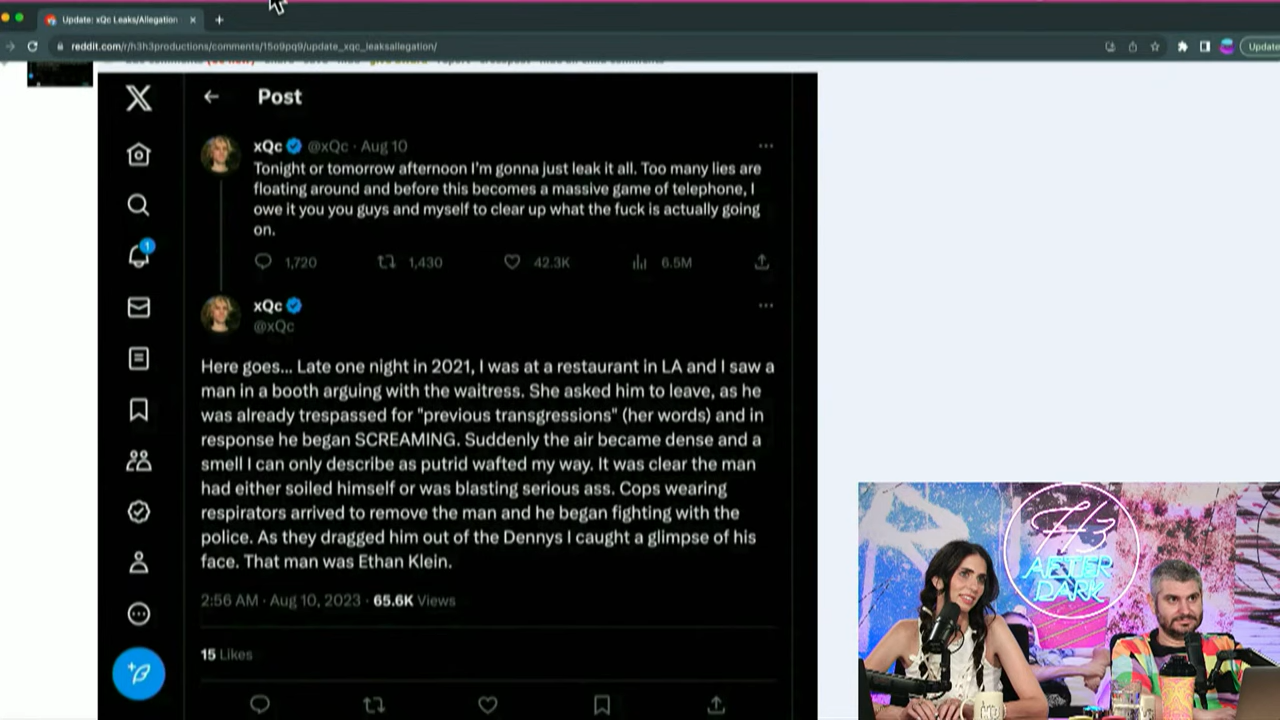 Update: xQc Leaks/Allegation
reddit.com/r/h3h3productions/comments/15o9pq9/update_xqc_leaksallegation/
Update
Post
xQc @xQc · Aug 10
Tonight or tomorrow afternoon I'm gonna just leak it all. Too many lies are
floating around and before this becomes a massive game of telephone, I
owe it you you guys and myself to clear up what the fuck is actually going
on.
1,720 1,430 42.3K 6.5M
xQc
@xQc
1
Here goes... Late one night in 2021, I was at a restaurant in LA and I saw a
man in a booth arguing with the waitress. She asked him to leave, as he
was already trespassed for "previous transgressions" (her words) and in
response he began SCREAMING. Suddenly the air became dense and a
smell I can only describe as putrid wafted my way. It was clear the man
had either soiled himself or was blasting serious ass. Cops wearing
respirators arrived to remove the man and he began fighting with the
police. As they dragged him out of the Dennys I caught a glimpse of his
face. That man was Ethan Klein.
2:56 AM · Aug 10, 2023 · 65.6K Views
15 Likes
H3
AFTER
DARK